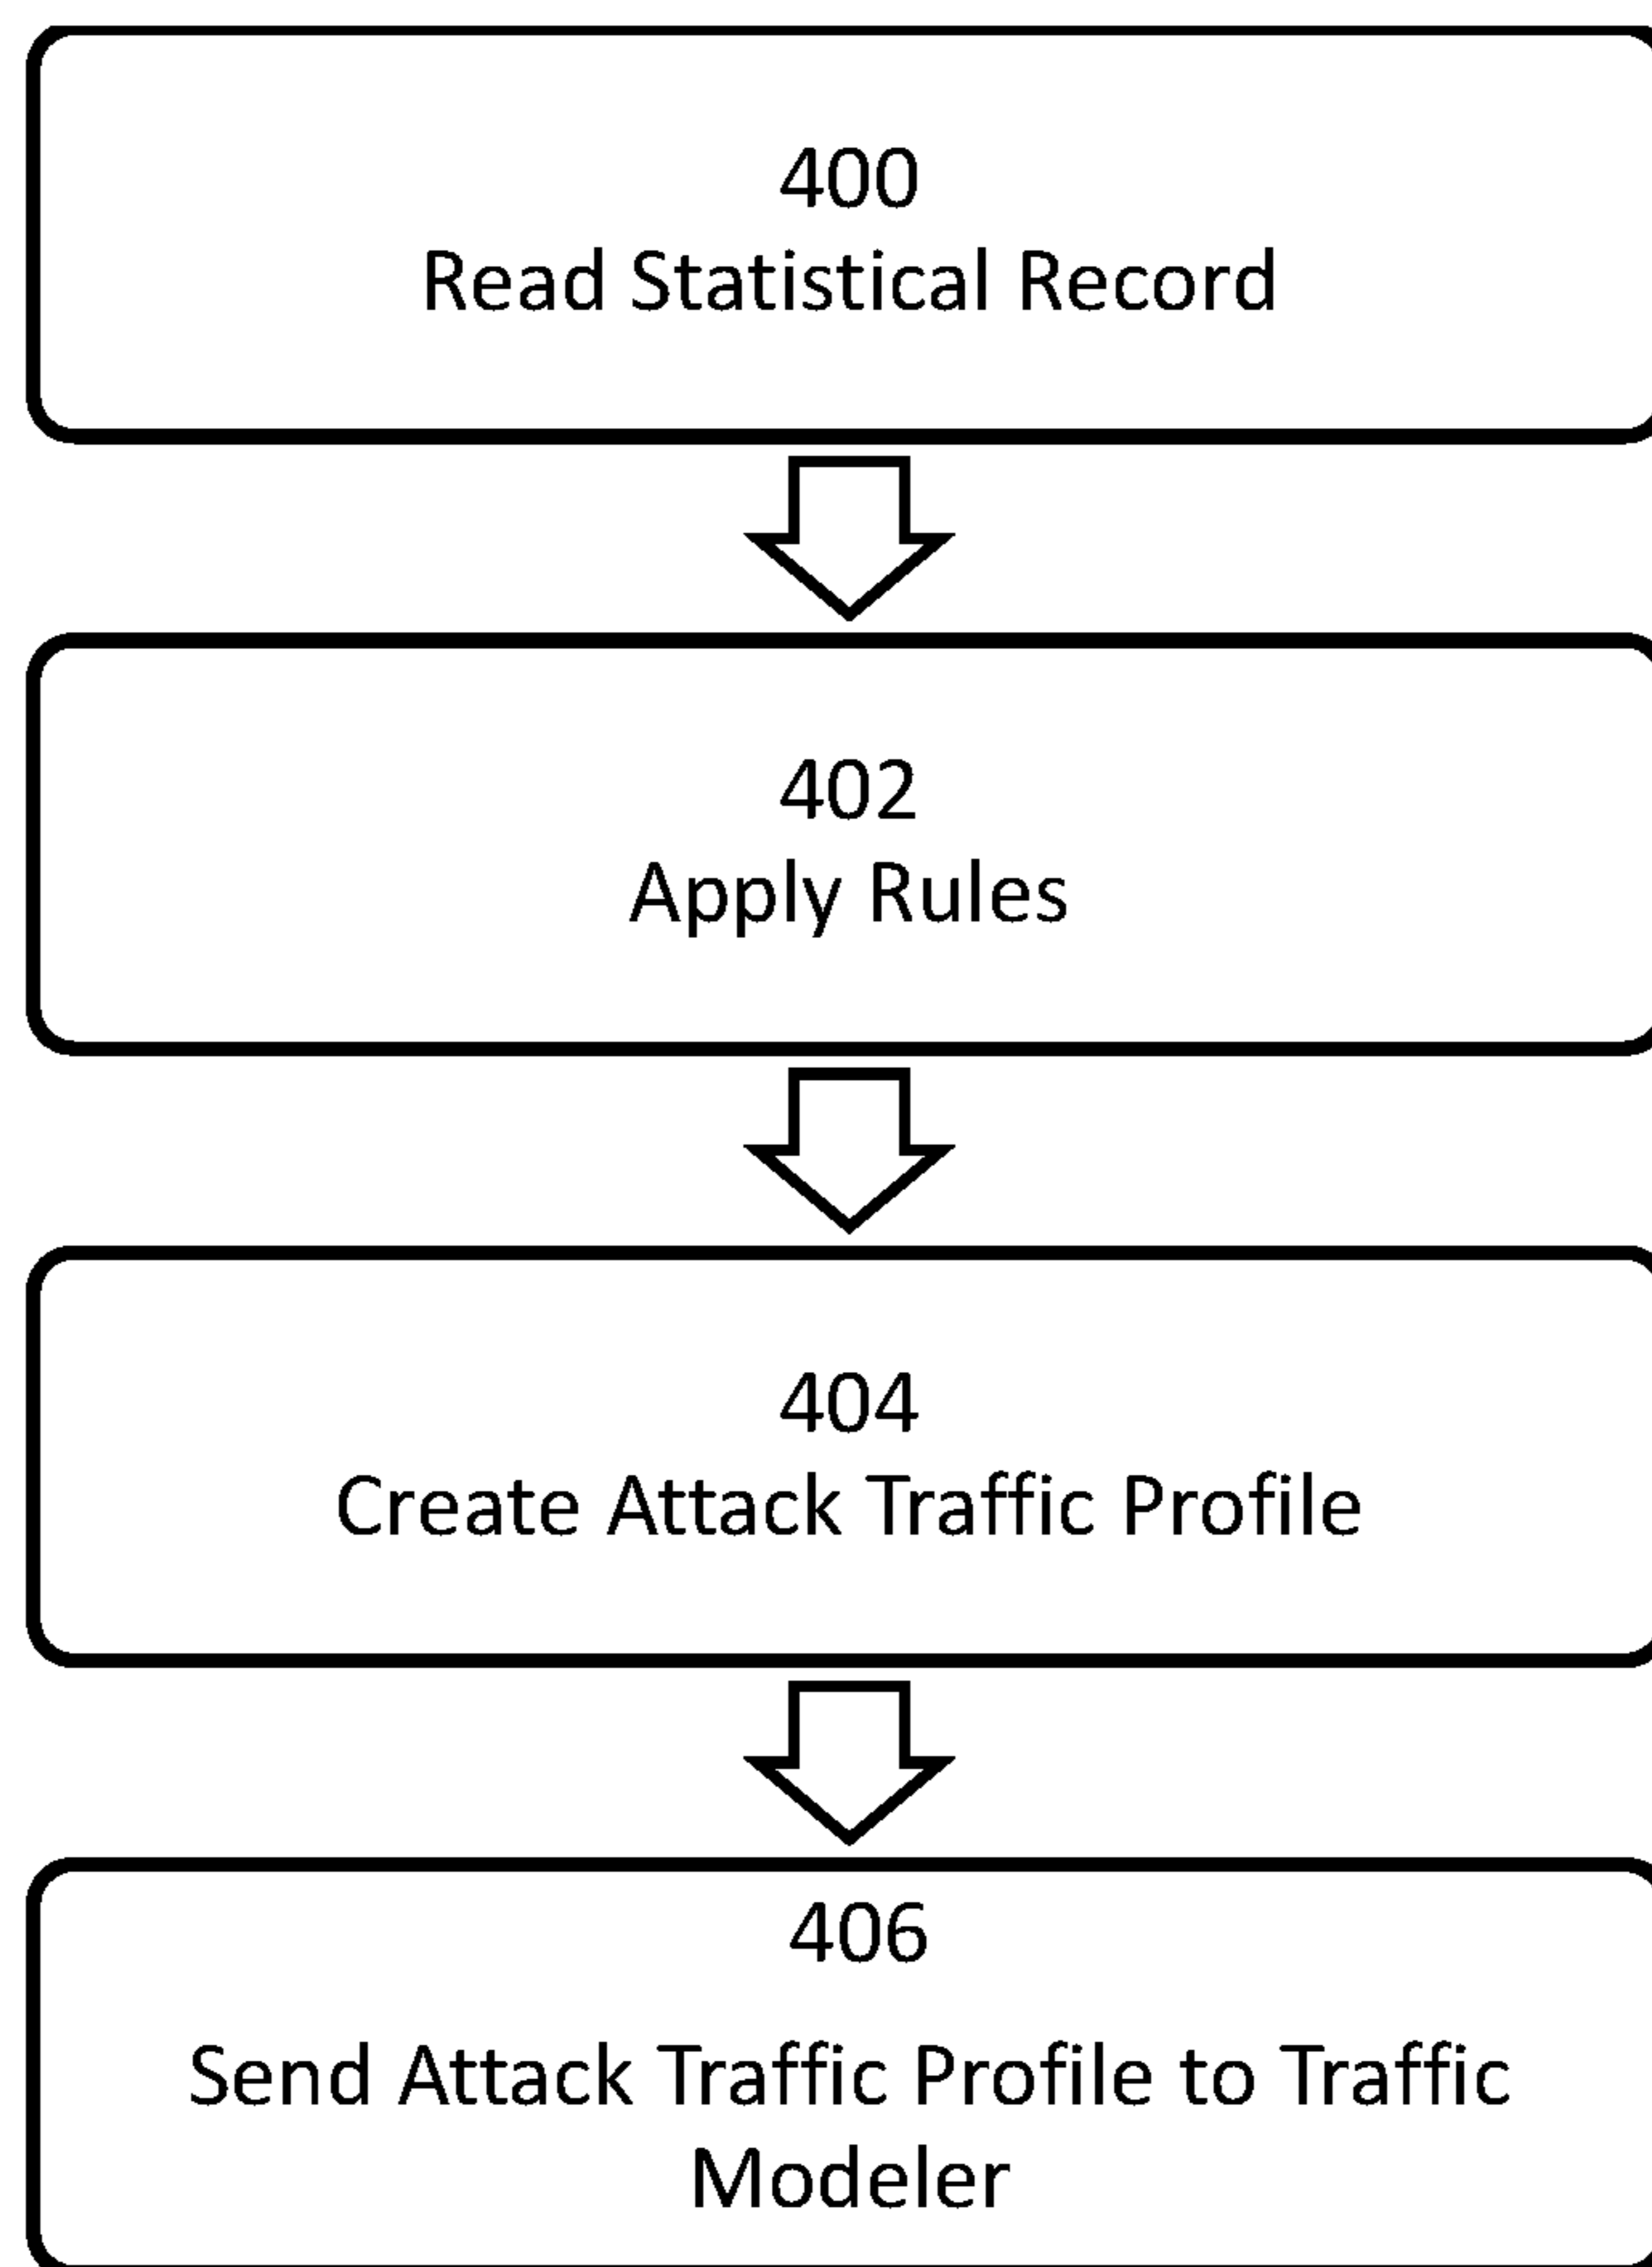 400
Read Statistical Record
402
Apply Rules
404
Create Attack Traffic Profile
406
Send Attack Traffic Profile to Traffic
Modeler